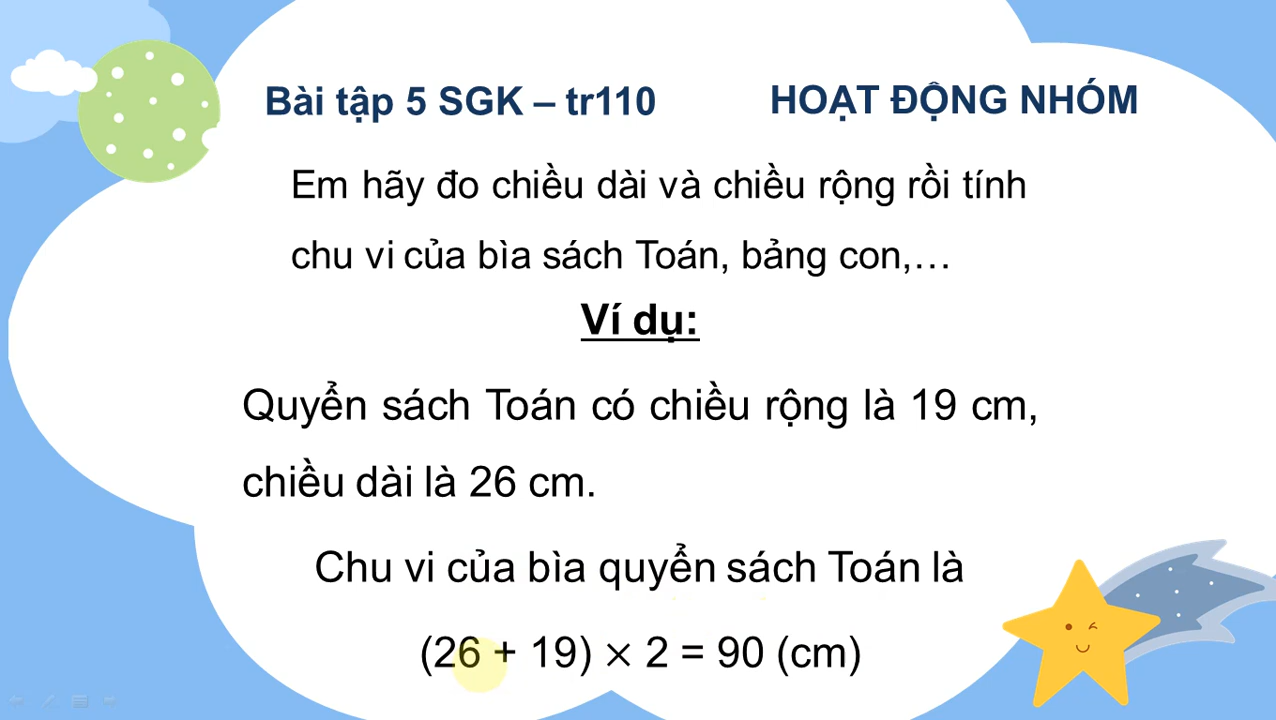 Bài tập 5 SGK – tr110
HOẠT ĐỘNG NHÓM
Em hãy đo chiều dài và chiều rộng rồi tính
chu vi của bìa sách Toán, bảng con,…
Ví dụ:
Quyển sách Toán có chiều rộng là 19 cm,
chiều dài là 26 cm.
Chu vi của bìa quyển sách Toán là
(26 + 19) × 2 = 90 (cm)